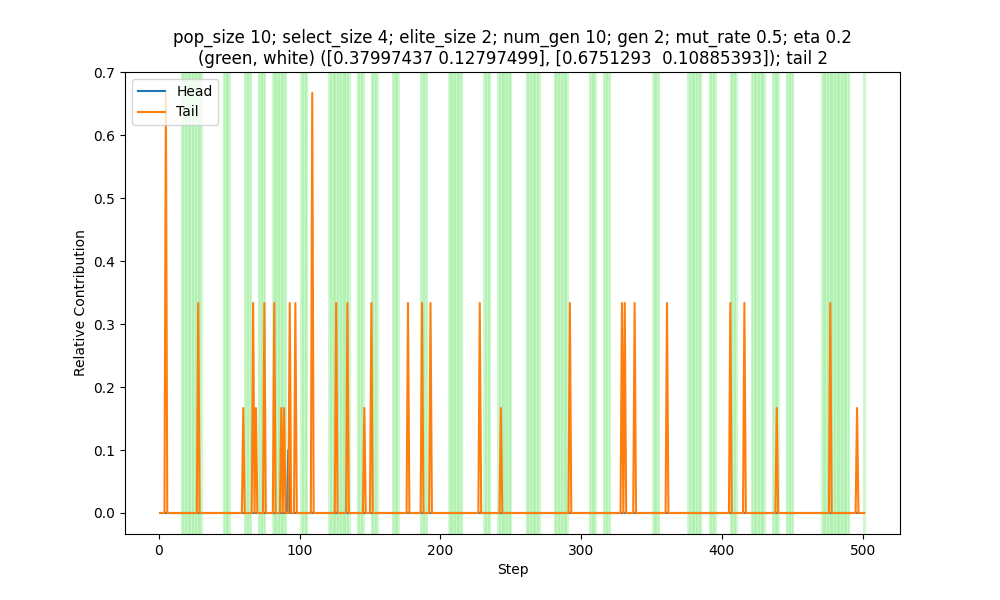 pop_size 10; select_size 4; elite_size 2; num_gen 10; gen 2; mut_rate 0.5; eta 0.2
(green, white) ([0.37997437 0.12797499], [0.6751293  0.10885393]); tail 2
Head
Tail
0.7
0.6
0.5
0.4
0.3
0.2
0.1
0.0
Relative Contribution
0 100 200 300 400 500
Step